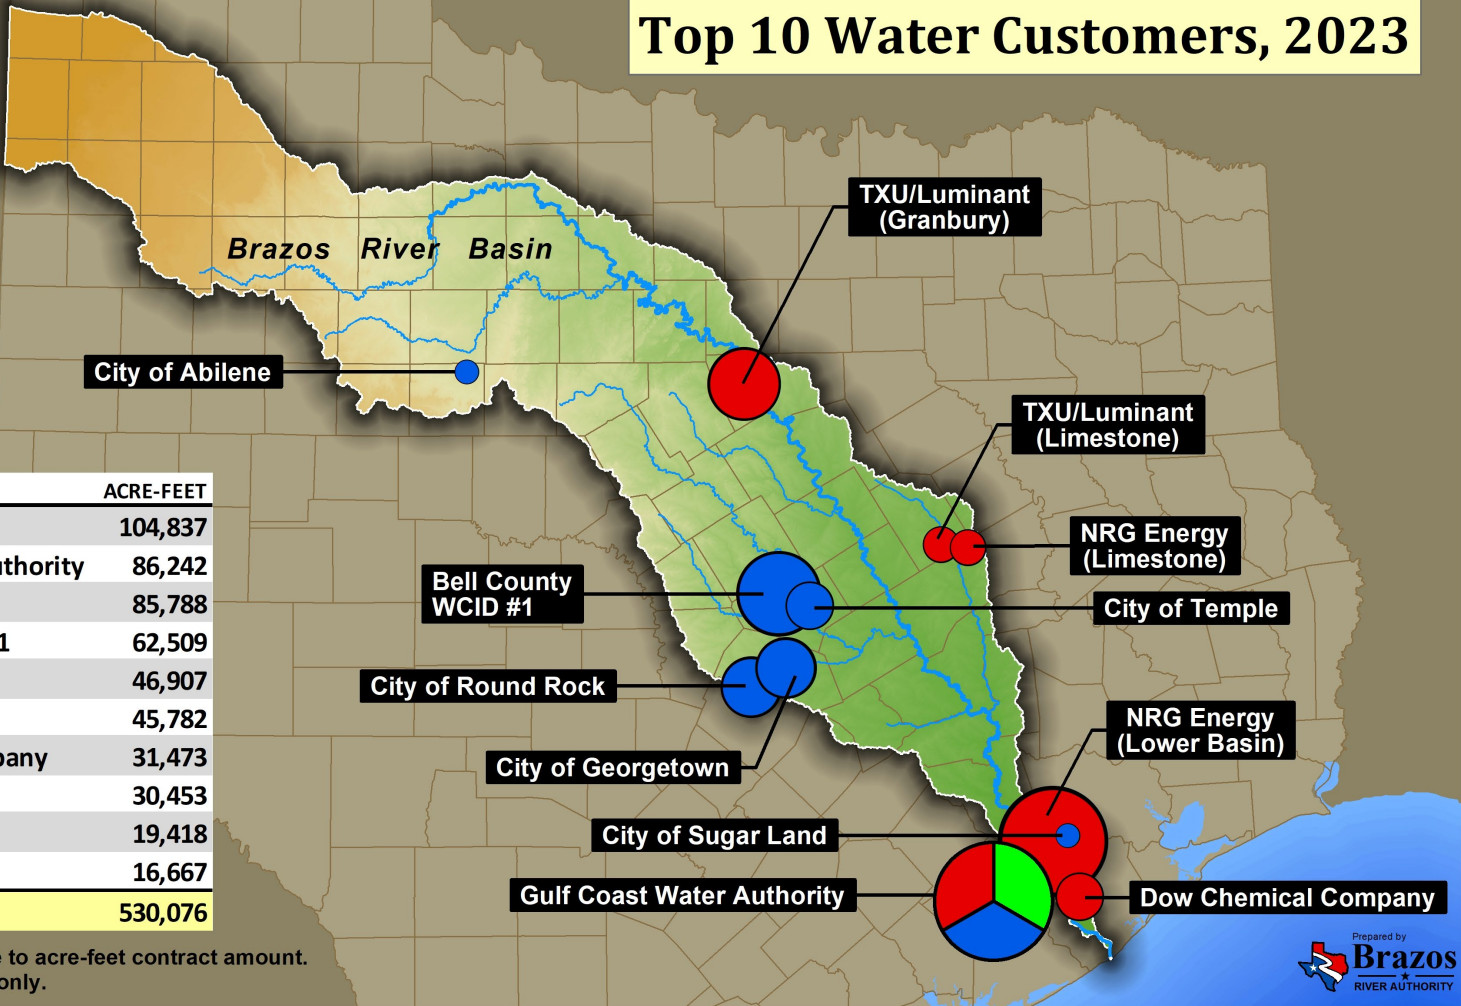 Top 10 Water Customers, 2023
TXU/Luminant
(Granbury)
Brazos River Basin
City of Abilene
TXU/Luminant
(Limestone)
NRG Energy
(Limestone)
Bell County
WCID #1
City of Temple
City of Round Rock
NRG Energy
(Lower Basin)
City of Georgetown
City of Sugar Land
Gulf Coast Water Authority
Dow Chemical Company
ACRE-FEET
104,837
uthority 86,242
85,788
1 62,509
46,907
45,782
pany 31,473
30,453
19,418
16,667
530,076
e to acre-feet contract amount.
only.
Prepared by
Brazos
RIVER AUTHORITY